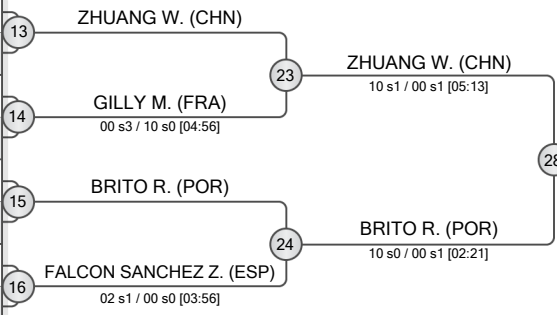 13
ZHUANG W. (CHN)
23
ZHUANG W. (CHN)
10 s1 / 00 s1 [05:13]
14
GILLY M. (FRA)
00 s3 / 10 s0 [04:56]
28
15
BRITO R. (POR)
24
BRITO R. (POR)
10 s0 / 00 s1 [02:21]
16
FALCON SANCHEZ Z. (ESP)
02 s1 / 00 s0 [03:56]